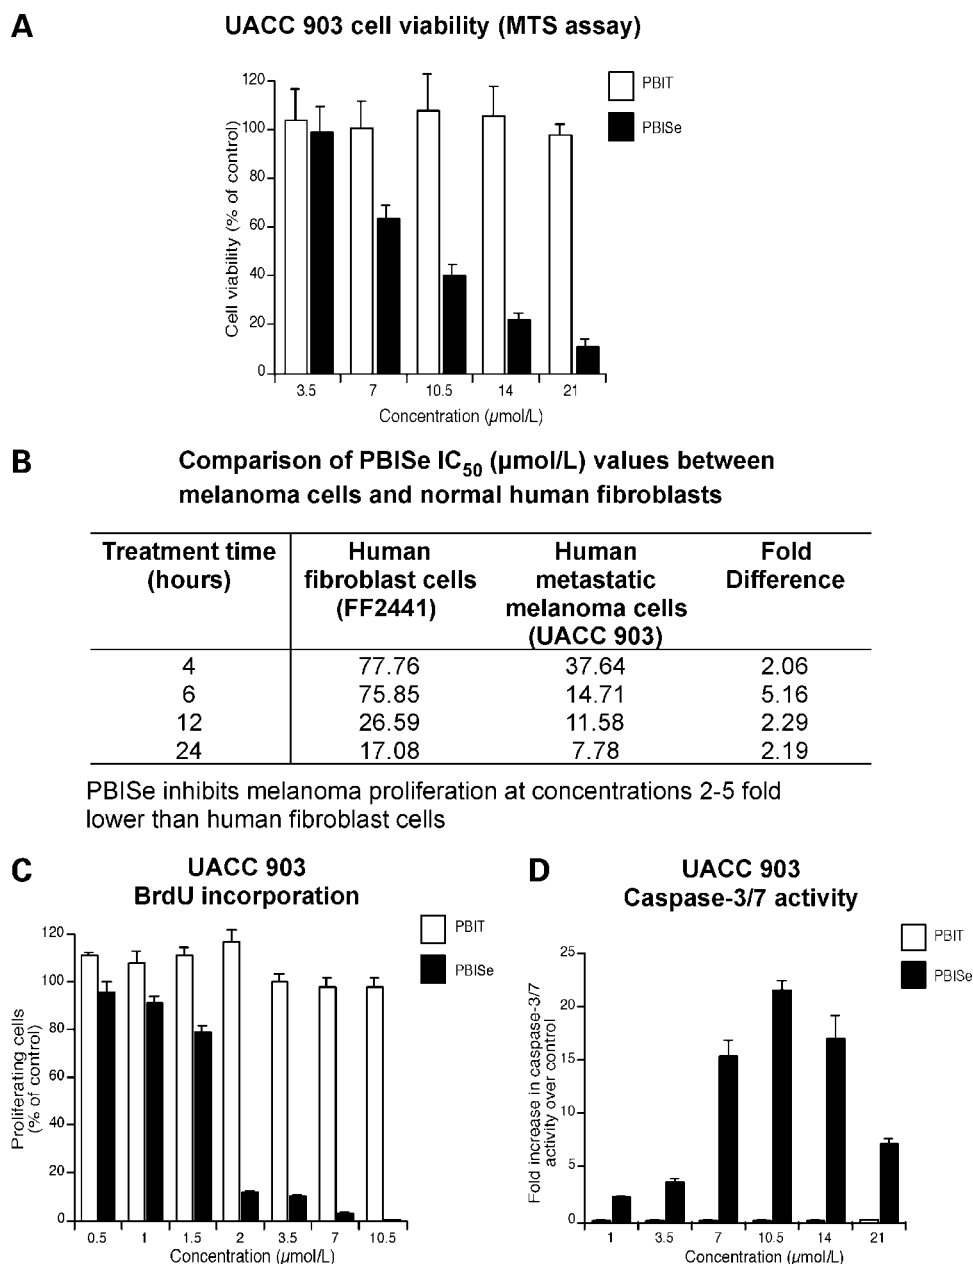 A
UACC 903 cell viability (MTS assay)
120
100
80
60
40
20
0
Cell viability (% of control)
3.5 7 10.5 14 21
Concentration (µmol/L)
PBIT
PBISe
B
Comparison of PBISe IC50 (µmol/L) values between
melanoma cells and normal human fibroblasts
Treatment time Human Human Fold
(hours) fibroblast cells metastatic Difference
(FF2441) melanoma cells
(UACC 903)
4 77.76 37.64 2.06
6 75.85 14.71 5.16
12 26.59 11.58 2.29
24 17.08 7.78 2.19
PBISe inhibits melanoma proliferation at concentrations 2-5 fold
lower than human fibroblast cells
C
UACC 903
BrdU incorporation
PBIT
PBISe
120
100
80
60
40
20
0
Proliferating cells
(% of control)
0.5 1 1.5 2 3.5 7 10.5
Concentration (µmol/L)
D
UACC 903
Caspase-3/7 activity
PBIT
PBISe
25
20
15
10
5
0
Fold increase in caspase-3/7
activity over control
1 3.5 7 10.5 14 21
Concentration (µmol/L)